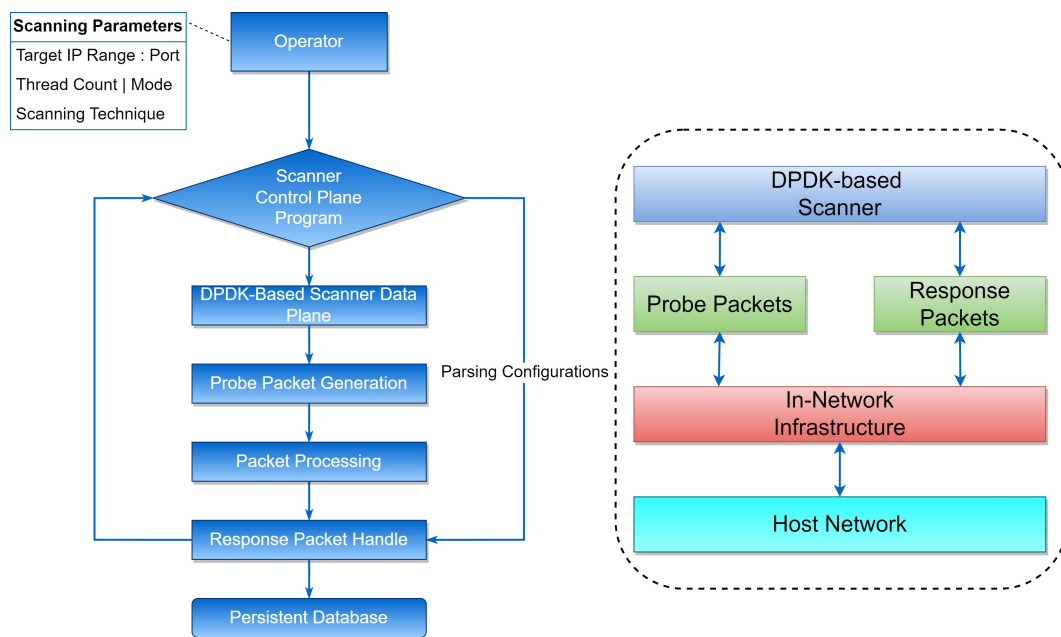 Scanning Parameters
Target IP Range : Port
Thread Count | Mode
Scanning Technique
Operator
Scanner
Control Plane
Program
DPDK-Based Scanner Data
Plane
Probe Packet Generation
Packet Processing
Response Packet Handle
Persistent Database
Parsing Configurations
DPDK-based
Scanner
Probe Packets
Response
Packets
In-Network
Infrastructure
Host Network